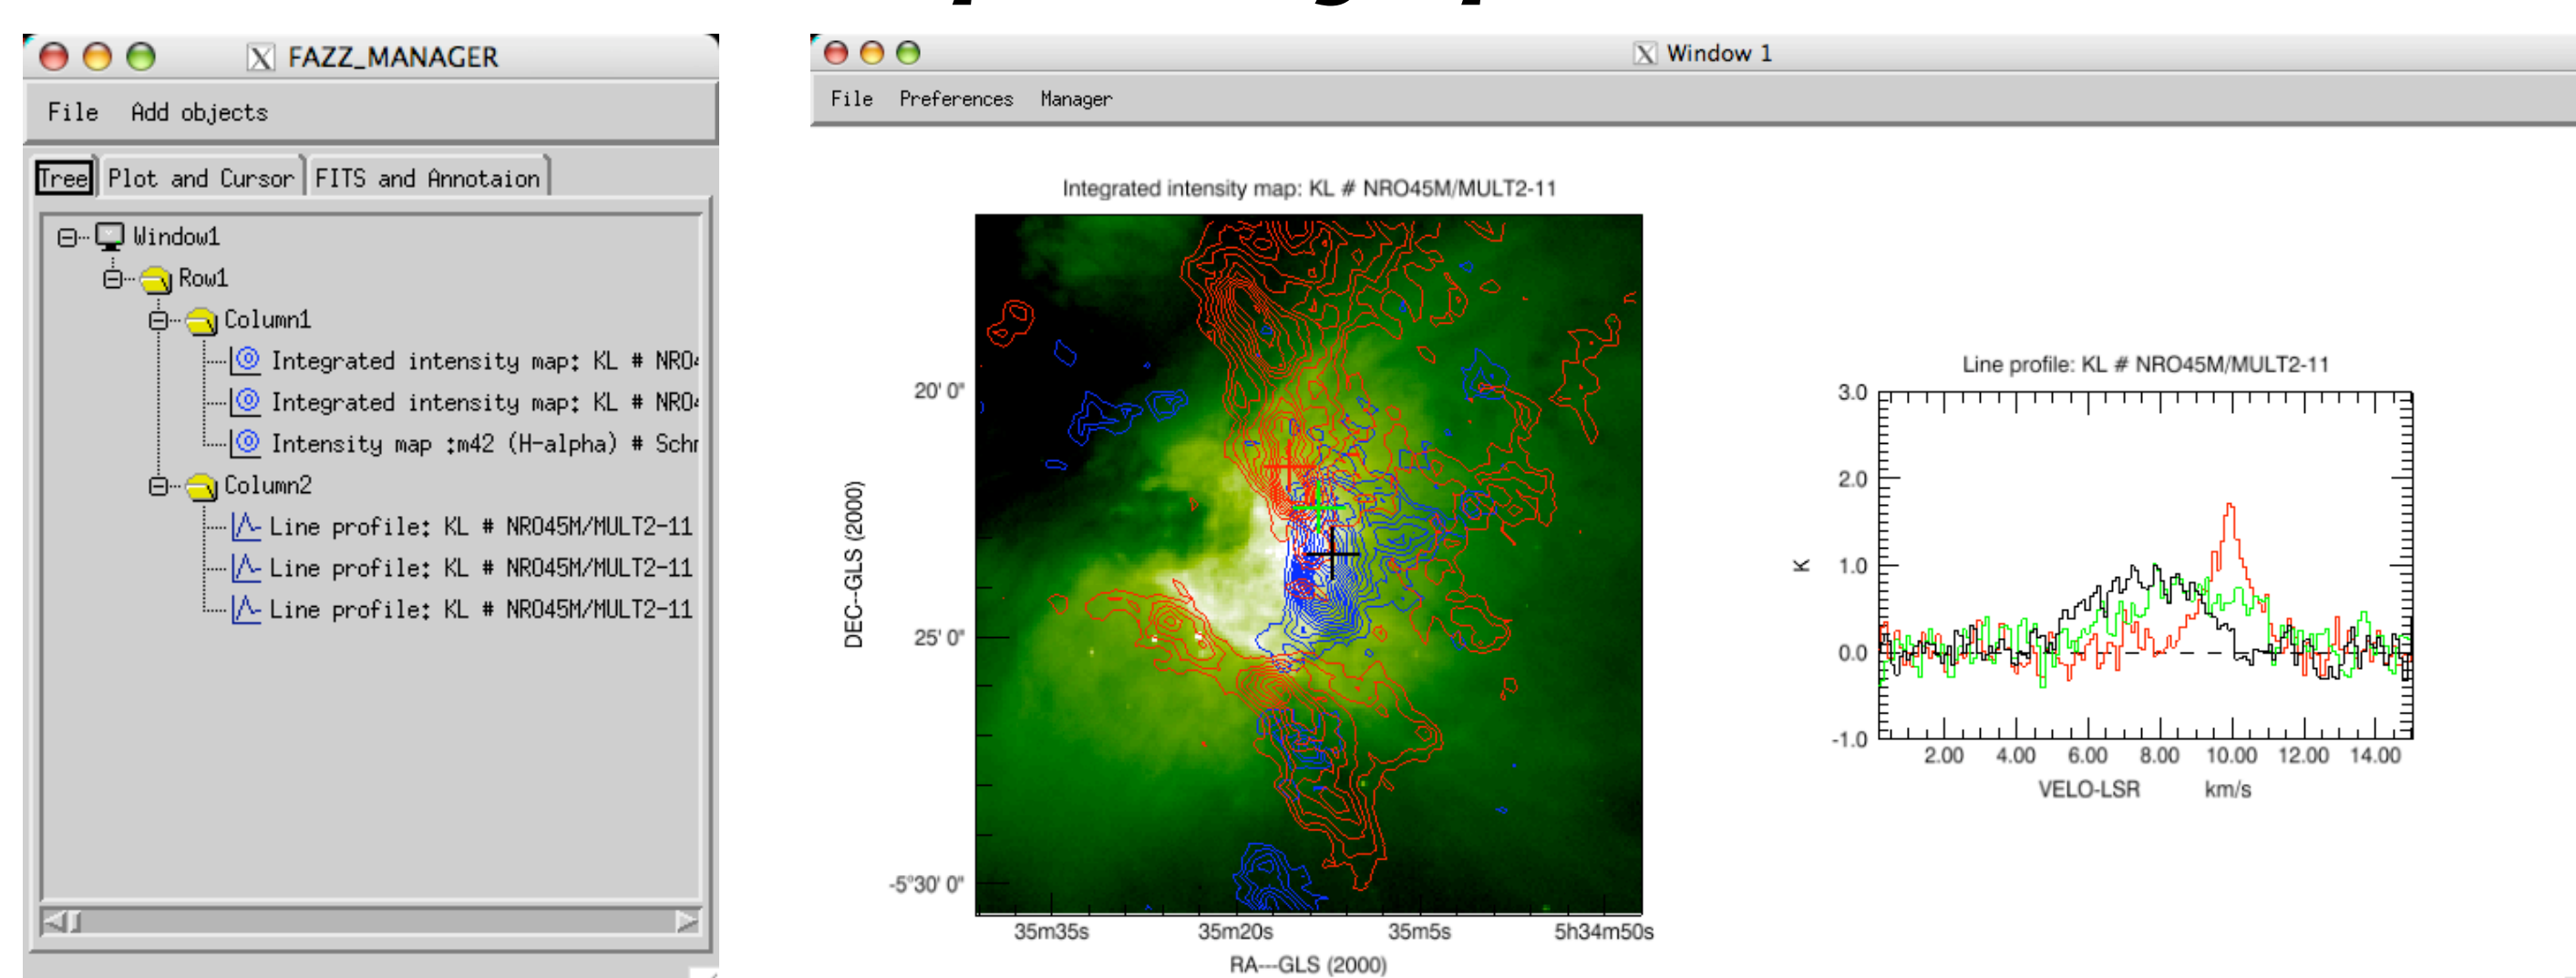 FAZZ_MANAGER
File Add objects
Tree Plot and Cursor FITS and Annotaion
Window1
Row1
Column1
Integrated intensity map: KL # NRO4
Integrated intensity map: KL # NRO4
Intensity map :m42 (H-alpha) # Schm
Column2
Line profile: KL # NRO45M/MULT2-11
Line profile: KL # NRO45M/MULT2-11
Line profile: KL # NRO45M/MULT2-11
Window 1
File Preferences Manager
Integrated intensity map: KL # NRO45M/MULT2-11
DEC--GLS (2000)
20' 0"
25' 0"
-5°30' 0"
35m35s 35m20s 35m5s 5h34m50s
RA---GLS (2000)
Line profile: KL # NRO45M/MULT2-11
K
3.0
2.0
1.0
0.0
-1.0
2.00 4.00 6.00 8.00 10.00 12.00 14.00
VELO-LSR km/s